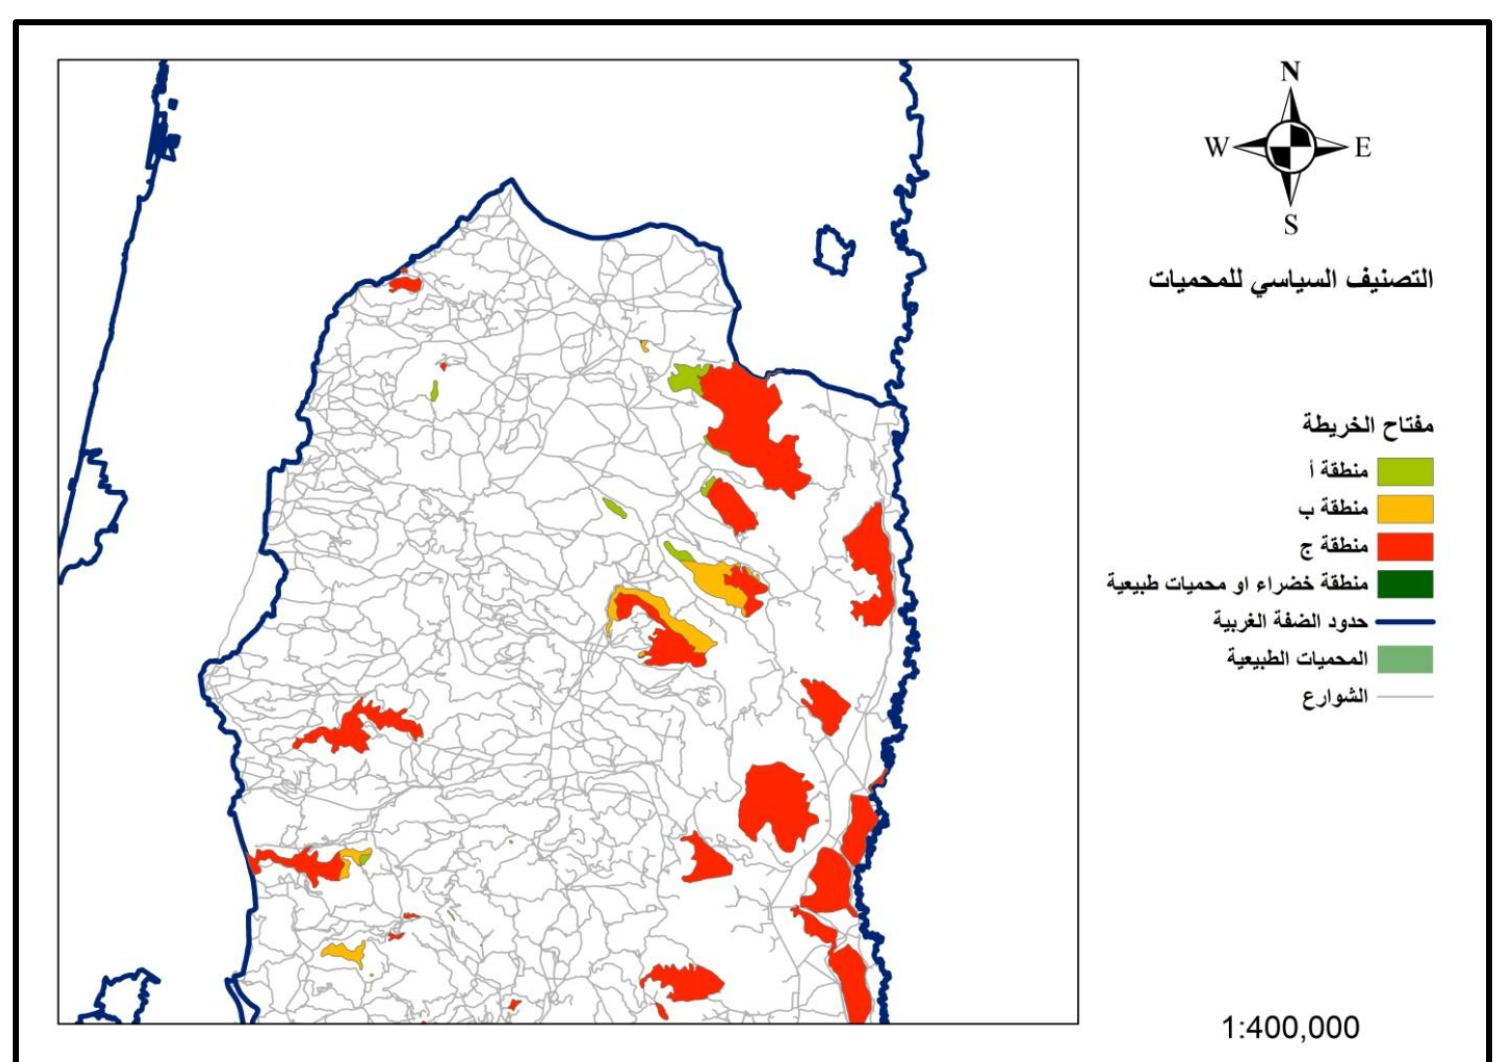 N
W E
S
التصنيف السياسي للمحميات
مفتاح الخريطة
منطقة أ
منطقة ب
منطقة ج
منطقة خضراء او محميات طبيعية
حدود الضفة الغربية
المحميات الطبيعية
الشوارع
1:400,000